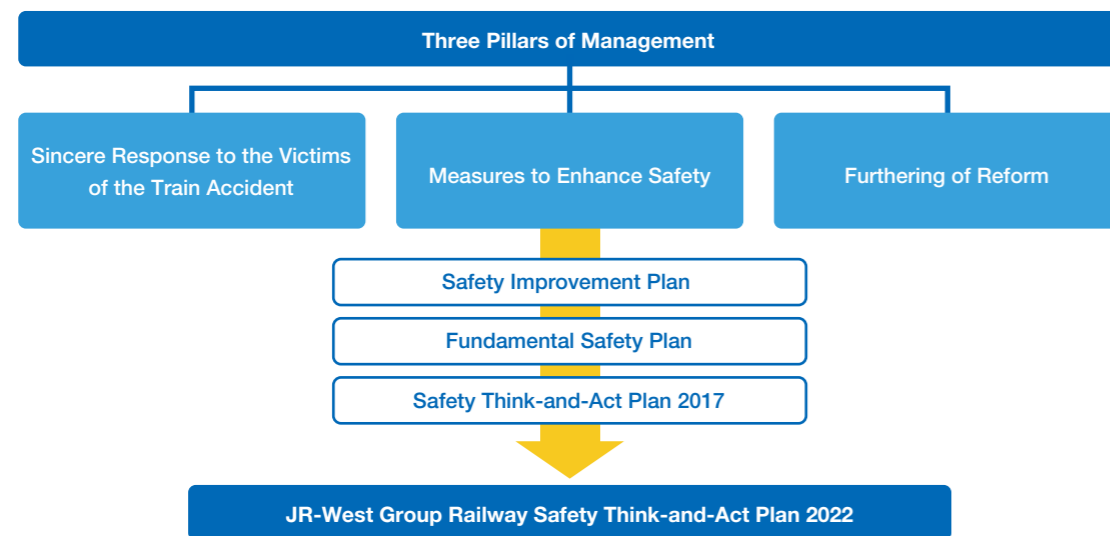 Three Pillars of Management
Sincere Response to the Victims
of the Train Accident
Measures to Enhance Safety
Furthering of Reform
Safety Improvement Plan
Fundamental Safety Plan
Safety Think-and-Act Plan 2017
JR-West Group Railway Safety Think-and-Act Plan 2022